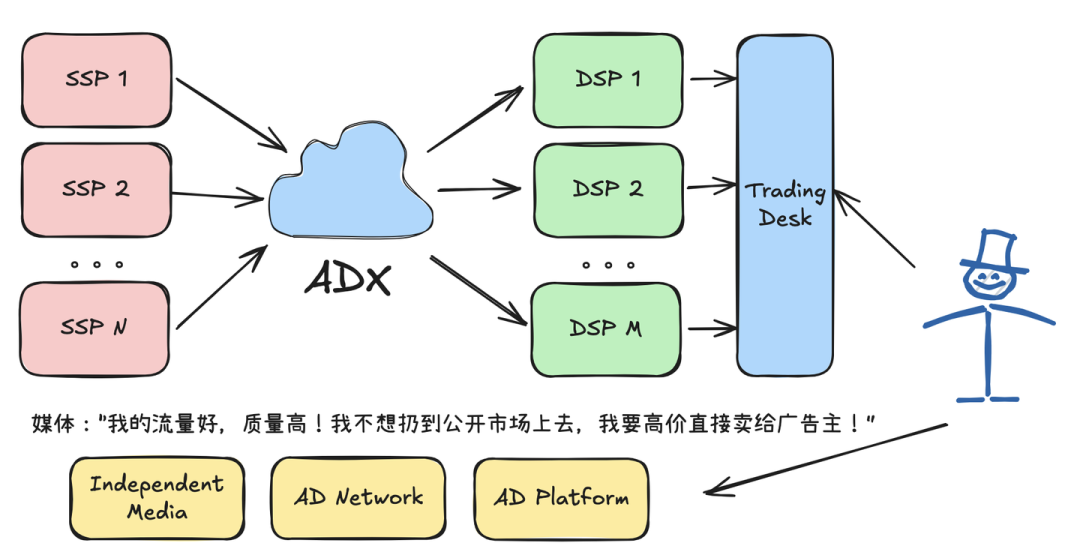 SSP 1
DSP 1
SSP 2
DSP 2
Trading
Desk
ADX
SSP N
DSP M
媒体："我的流量好，质量高！我不想扔到公开市场上去，我要高价直接卖给广告主！"
Independent
Media
AD Network
AD Platform